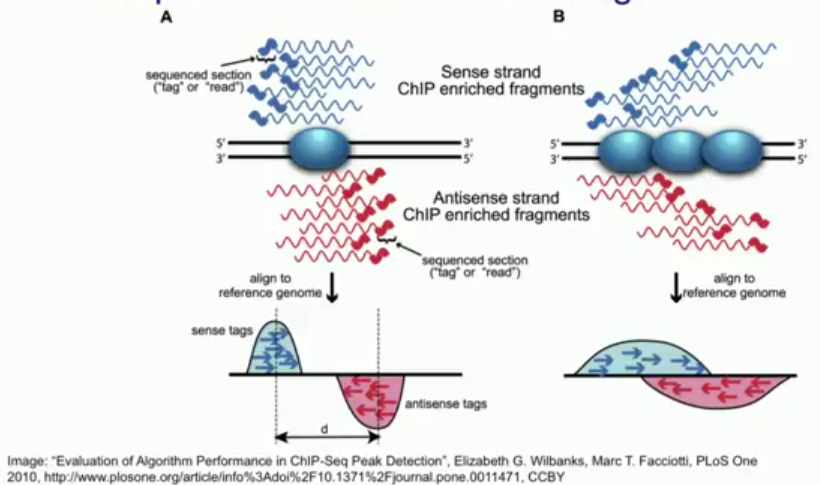 A
B
sequenced section
("tag" or "read")
Sense strand
ChIP enriched fragments
5'
3'
3'
5'
5'
3'
3'
5'
Antisense strand
ChIP enriched fragments
sequenced section
("tag" or "read")
align to
reference genome
align to
reference genome
sense tags
antisense tags
d
Image: "Evaluation of Algorithm Performance in ChIP-Seq Peak Detection", Elizabeth G. Wilbanks, Marc T. Facciotti, PLoS One
2010, http://www.plosone.org/article/info%3Adoi%2F10.1371%2Fjournal.pone.0011471, CCBY